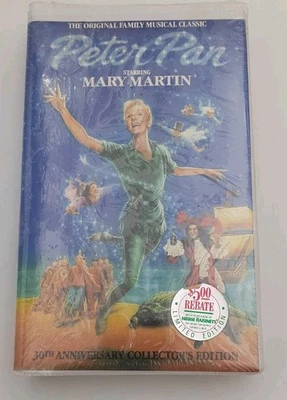 THE ORIGINAL FAMILY MUSICAL CLASSIC
Peter Pan
STARRING
MARY MARTIN
$5.00
REBATE
LIMITED EDITION
30TH ANNIVERSARY COLLECTOR'S EDITION